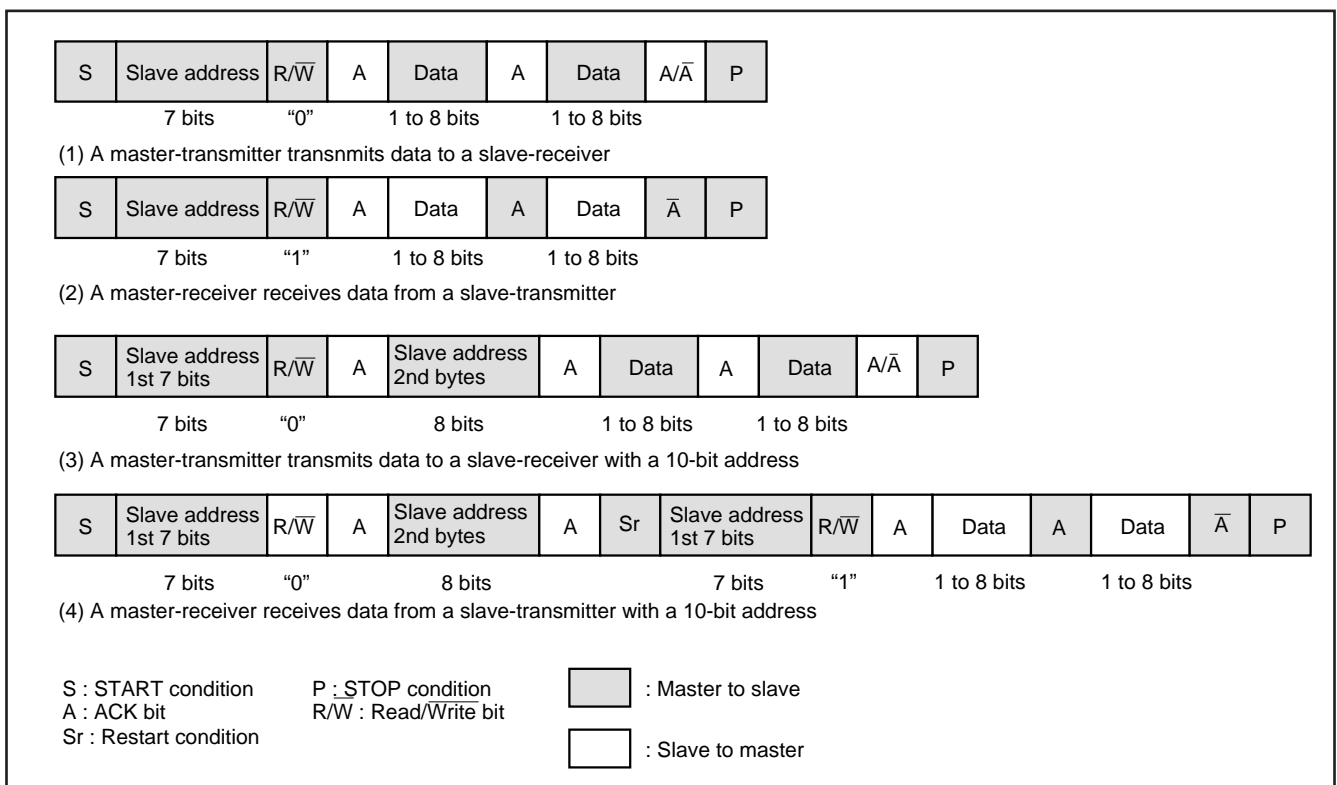 S Slave address R/W̅ A Data A Data A/A̅ P
7 bits “0” 1 to 8 bits 1 to 8 bits
(1) A master-transmitter transnmits data to a slave-receiver
S Slave address R/W̅ A Data A Data A̅ P
7 bits “1” 1 to 8 bits 1 to 8 bits
(2) A master-receiver receives data from a slave-transmitter
S Slave address 1st 7 bits R/W̅ A Slave address 2nd bytes A Data A Data A/A̅ P
7 bits “0” 8 bits 1 to 8 bits 1 to 8 bits
(3) A master-transmitter transmits data to a slave-receiver with a 10-bit address
S Slave address 1st 7 bits R/W̅ A Slave address 2nd bytes A Sr Slave address 1st 7 bits R/W̅ A Data A Data A̅ P
7 bits “0” 8 bits 7 bits “1” 1 to 8 bits 1 to 8 bits
(4) A master-receiver receives data from a slave-transmitter with a 10-bit address
S : START condition P : STOP condition : Master to slave
A : ACK bit R/W̅ : Read/W̅r̅i̅t̅e̅ bit
Sr : Restart condition
: Slave to master